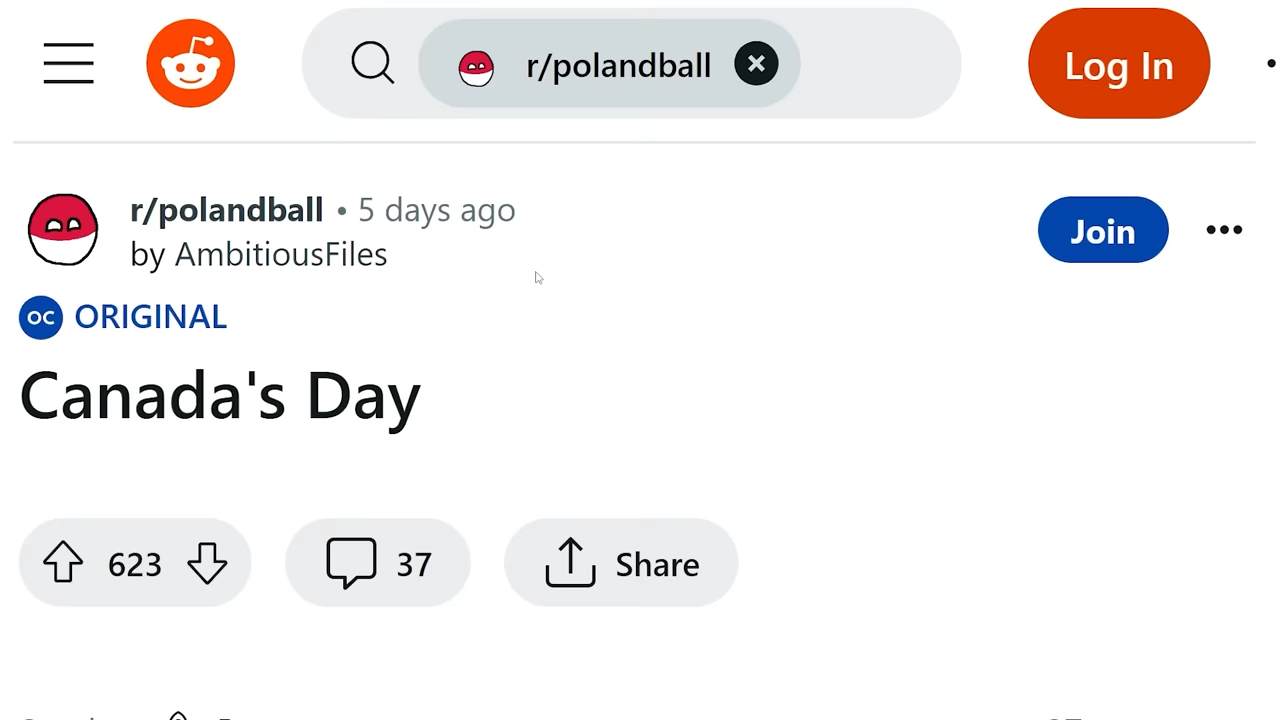 r/polandball
Log In
r/polandball • 5 days ago
by AmbitiousFiles
Join
OC ORIGINAL
Canada's Day
623
37
Share